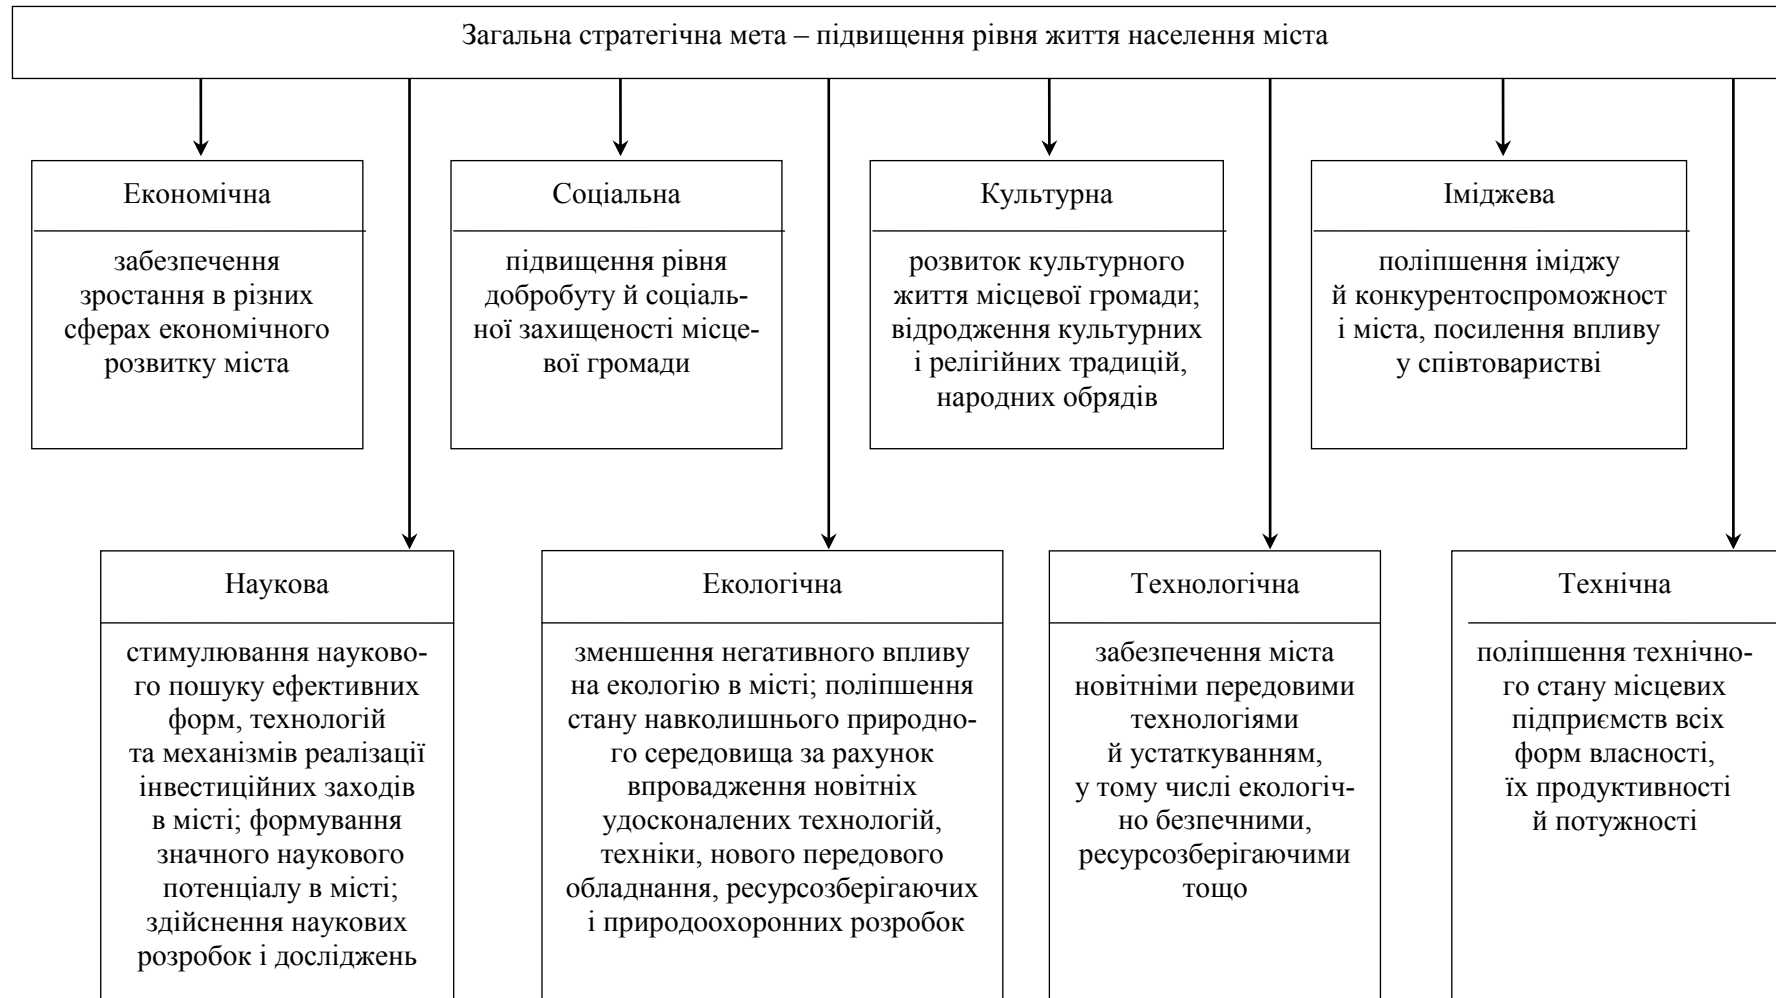 Загальна стратегічна мета – підвищення рівня життя населення міста
Економічна
забезпечення
зростання в різних
сферах економічного
розвитку міста
Соціальна
підвищення рівня
добробуту й соціаль-
ної захищеності місце-
вої громади
Культурна
розвиток культурного
життя місцевої громади;
відродження культурних
і релігійних традицій,
народних обрядів
Іміджева
поліпшення іміджу
й конкурентоспроможност
і міста, посилення впливу
у співтоваристві
Наукова
стимулювання науково-
го пошуку ефективних
форм, технологій
та механізмів реалізації
інвестиційних заходів
в місті; формування
значного наукового
потенціалу в місті;
здійснення наукових
розробок і досліджень
Екологічна
зменшення негативного впливу
на екологію в місті; поліпшення
стану навколишнього природно-
го середовища за рахунок
впровадження новітніх
удосконалених технологій,
техніки, нового передового
обладнання, ресурсозберігаючих
і природоохоронних розробок
Технологічна
забезпечення міста
новітніми передовими
технологіями
й устаткуванням,
у тому числі екологіч-
но безпечними,
ресурсозберігаючими
тощо
Технічна
поліпшення технічно-
го стану місцевих
підприємств всіх
форм власності,
їх продуктивності
й потужності